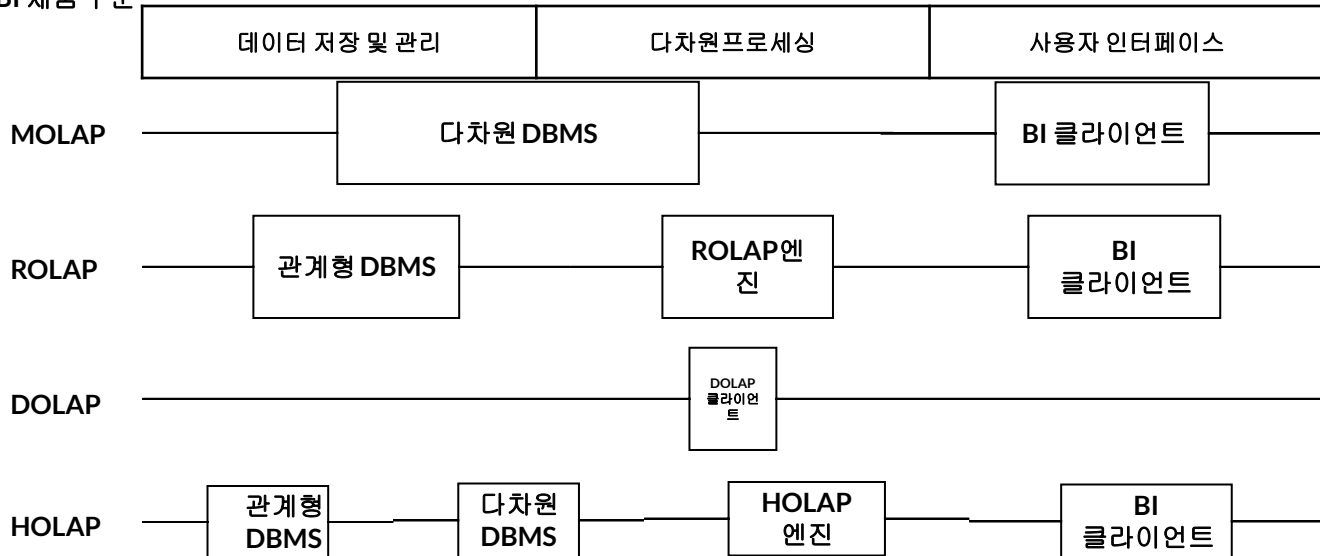 데이터 저장 및 관리
다차원프로세싱
사용자 인터페이스
MOLAP
다차원 DBMS
BI 클라이언트
ROLAP
관계형 DBMS
ROLAP엔
진
BI
클라이언트
DOLAP
DOLAP
클라이언
트
HOLAP
관계형
DBMS
다차원
DBMS
HOLAP
엔진
BI
클라이언트